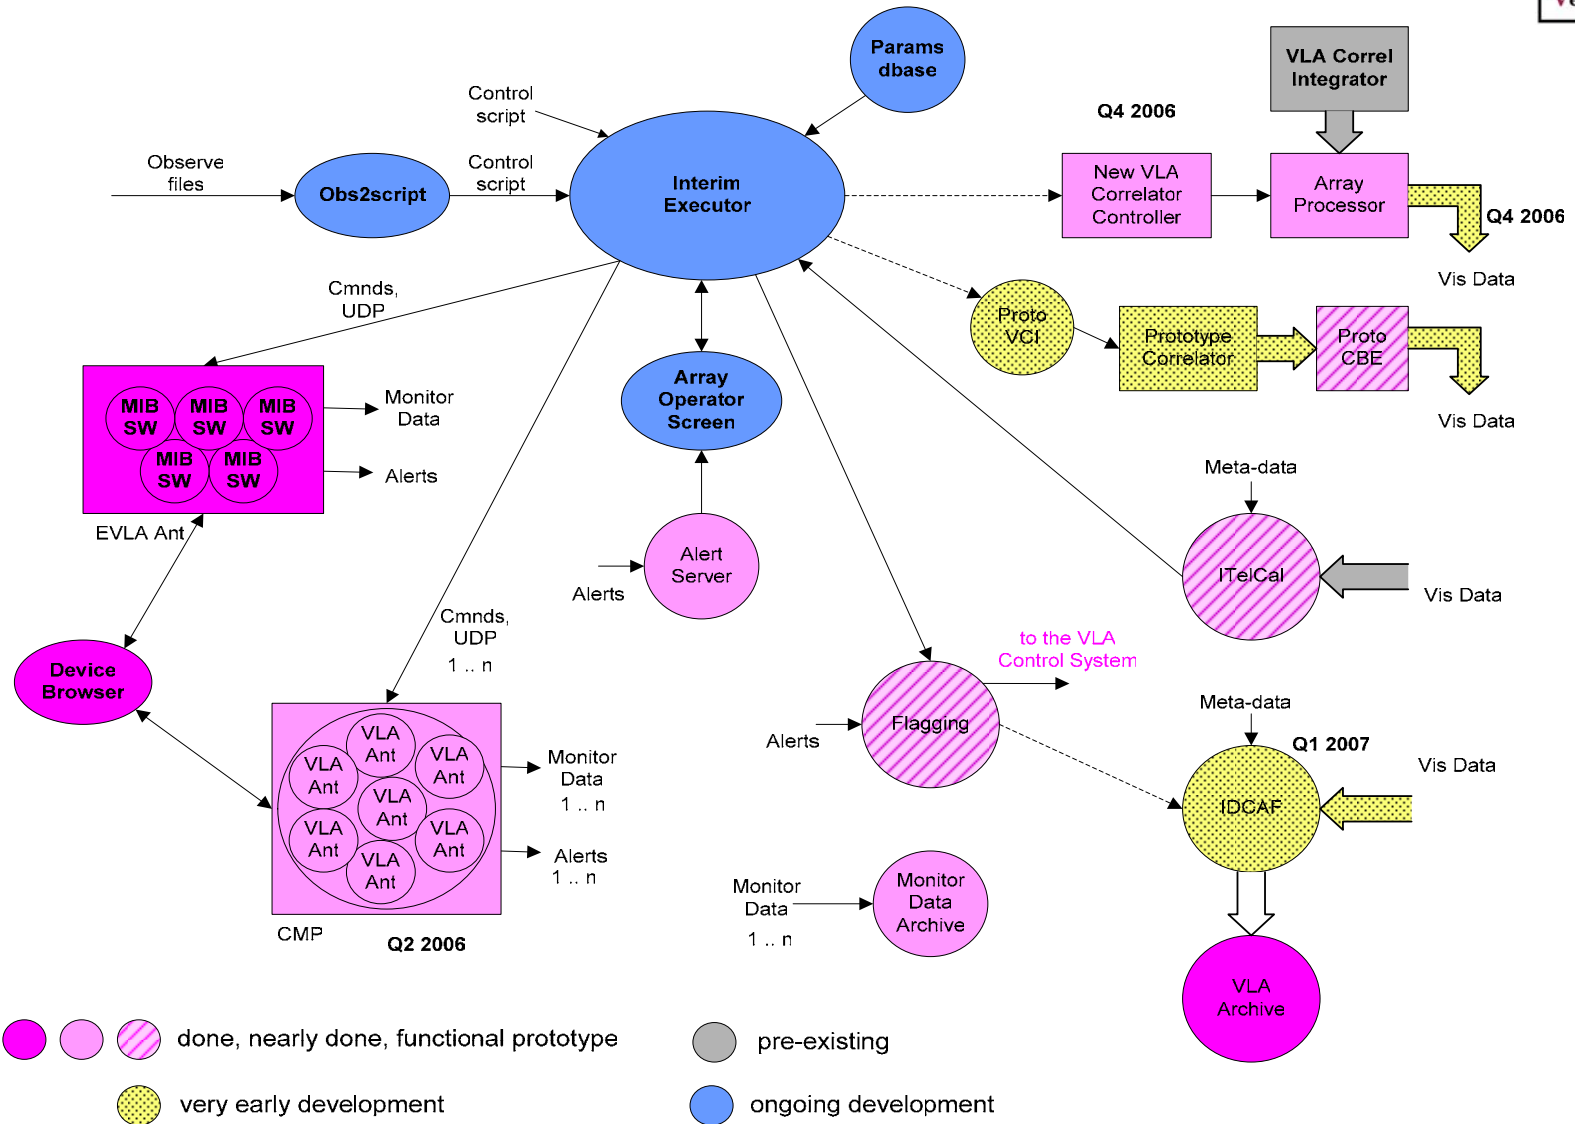 Params
dbase
VLA Correl
Integrator
Control
script
Q4 2006
Observe
files
Obs2script
Control
script
Interim
Executor
New VLA
Correlator
Controller
Array
Processor
Q4 2006
Vis Data
Cmnds,
UDP
Proto
VCI
Prototype
Correlator
Proto
CBE
Vis Data
MIB
SW
MIB
SW
MIB
SW
MIB
SW
MIB
SW
Monitor
Data
Alerts
EVLA Ant
Array
Operator
Screen
Meta-data
Alert
Server
Alerts
ITelCal
Vis Data
Cmnds,
UDP
1 .. n
Device
Browser
to the VLA
Control System
Flagging
Alerts
Meta-data
Q1 2007
Vis Data
IDCAF
VLA
Ant
VLA
Ant
VLA
Ant
VLA
Ant
VLA
Ant
VLA
Ant
VLA
Ant
Monitor
Data
1 .. n
Alerts
1 .. n
CMP
Q2 2006
Monitor
Data
1 .. n
Monitor
Data
Archive
VLA
Archive
done, nearly done, functional prototype
pre-existing
very early development
ongoing development